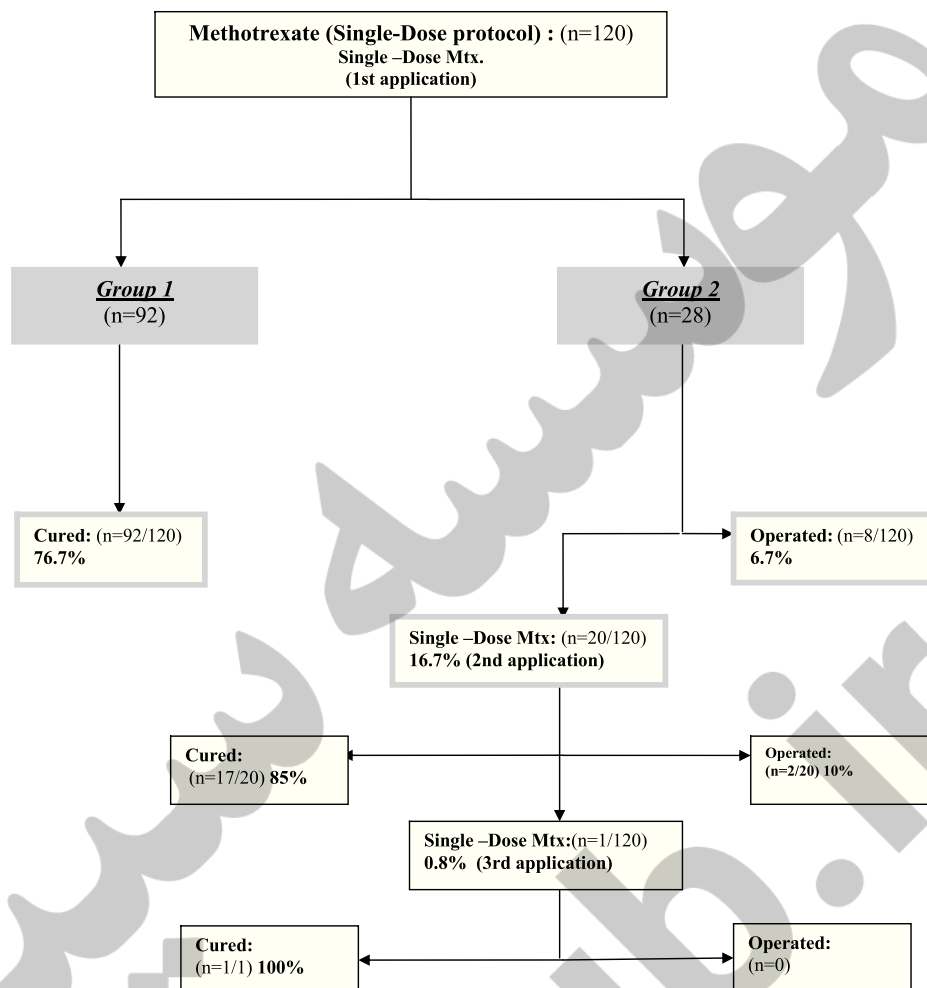 Methotrexate (Single-Dose protocol) : (n=120)
Single –Dose Mtx.
(1st application)
Group 1
(n=92)
Group 2
(n=28)
Cured: (n=92/120)
76.7%
Operated: (n=8/120)
6.7%
Single –Dose Mtx: (n=20/120)
16.7% (2nd application)
Cured:
(n=17/20) 85%
Operated:
(n=2/20) 10%
Single –Dose Mtx:(n=1/120)
0.8% (3rd application)
Cured:
(n=1/1) 100%
Operated:
(n=0)